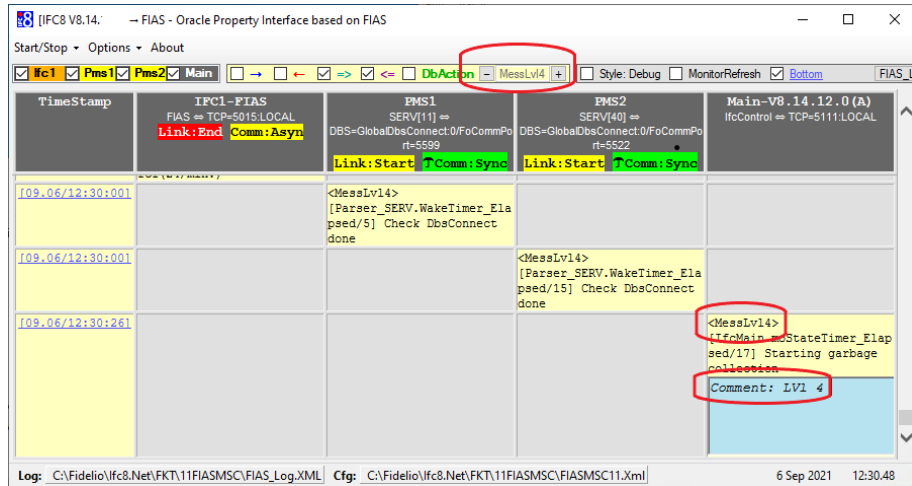 [IFC8 V8.14. → FIAS - Oracle Property Interface based on FIAS
Start/Stop Options About
Ifc1 Pms1 Pms2 Main → ← => <= DbAction - MessLvl4 + Style: Debug MonitorRefresh Bottom FIAS_L
TimeStamp
IFC1-FIAS
FIAS ⇔ TCP=5015:LOCAL
Link:End Comm:Asyn
PMS1
SERV[11] ⇔
DBS=GlobalDbsConnect:0/FoCommPo
rt=5599
Link:Start Comm:Sync
PMS2
SERV[40] ⇔
DBS=GlobalDbsConnect:0/FoCommPo
rt=5522
Link:Start Comm:Sync
Main-V8.14.12.0(A)
IfcControl ⇔ TCP=5111:LOCAL
[09.06/12:30:00]
<MessLvl4>
[Parser_SERV.WakeTimer_Ela
psed/5] Check DbsConnect
done
[09.06/12:30:00]
<MessLvl4>
[Parser_SERV.WakeTimer_Ela
psed/15] Check DbsConnect
done
[09.06/12:30:26]
<MessLvl4>
[IfcMain.moStateTimer_Elap
sed/17] Starting garbage
collection
Comment: LVl 4
Log: C:\Fidelio\Ifc8.Net\FKT\11FIASMSC\FIAS_Log.XML Cfg: C:\Fidelio\Ifc8.Net\FKT\11FIASMSC\FIASMSC11.Xml 6 Sep 2021 12:30.48